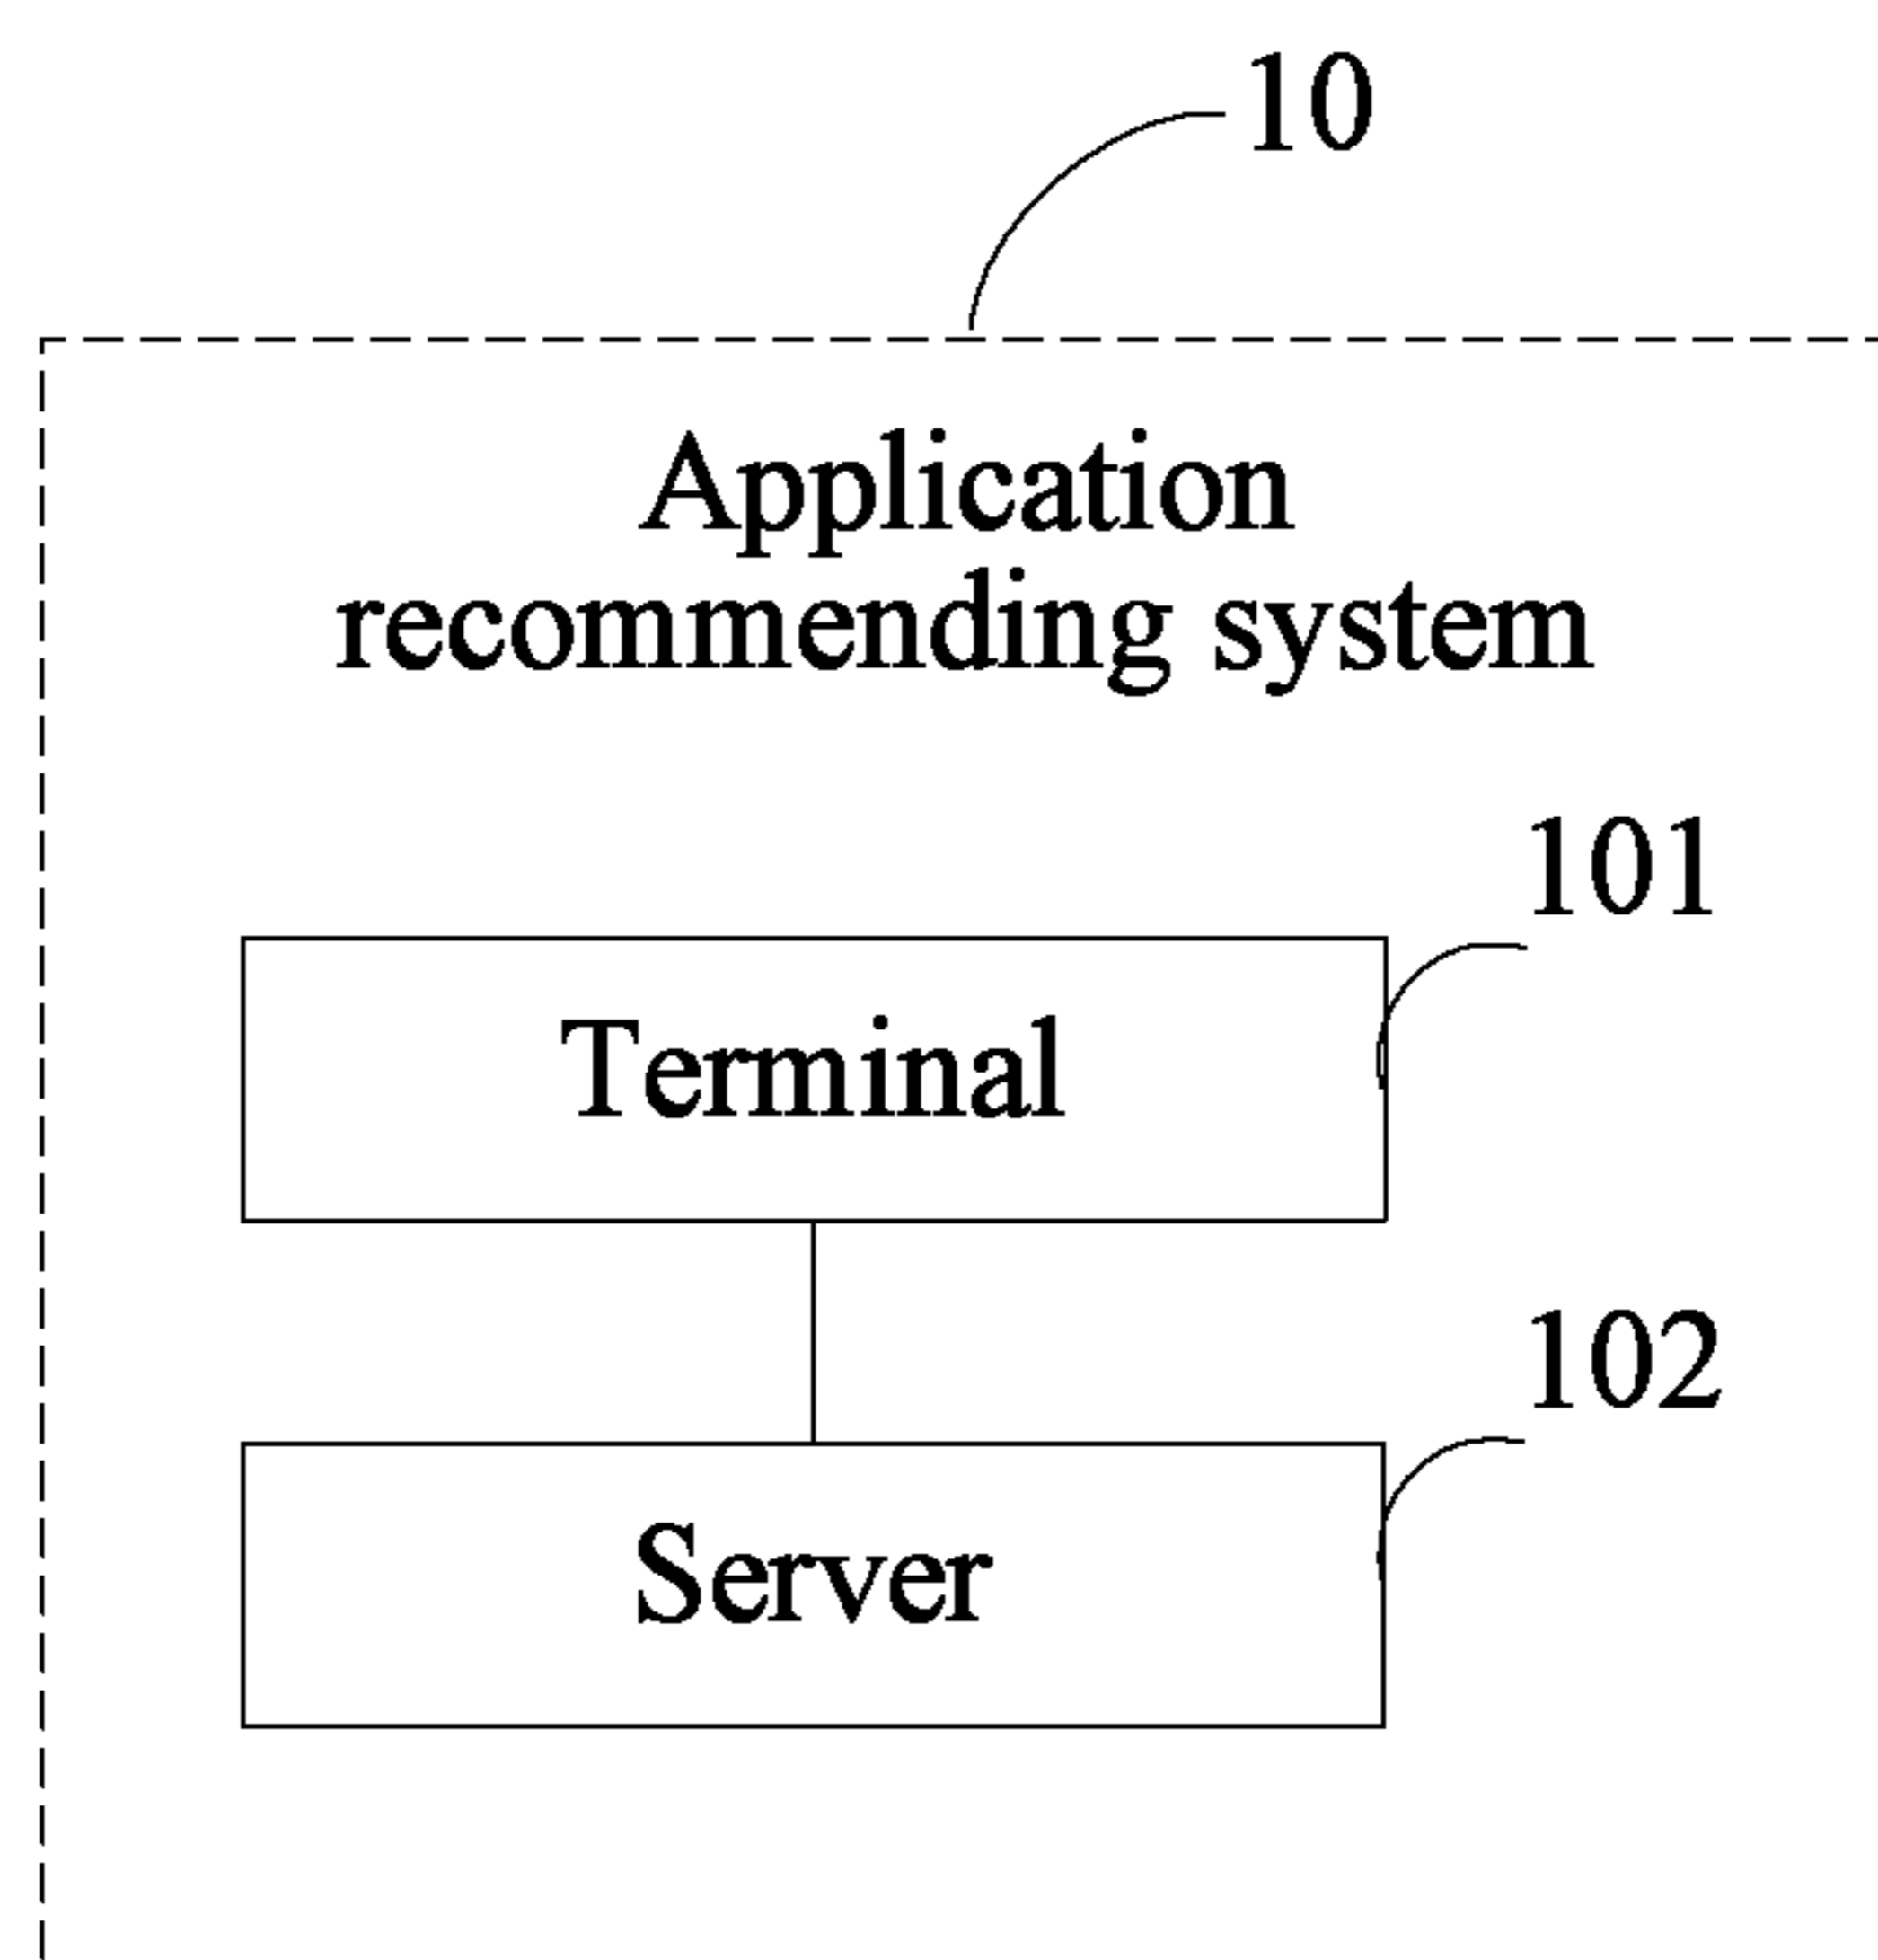 10
Application
recommending system
101
Terminal
102
Server